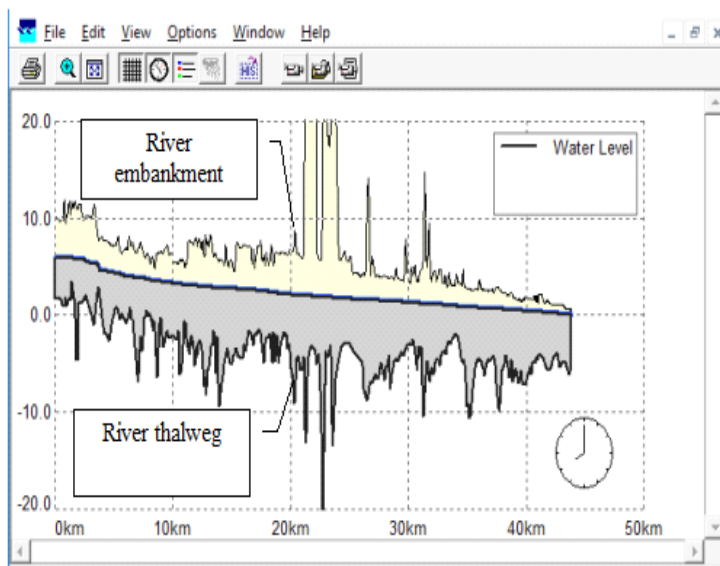 File Edit View Options Window Help
HIS
20.0
River
embankment
Water Level
10.0
0.0
-10.0
River thalweg
-20.0
0km 10km 20km 30km 40km 50km